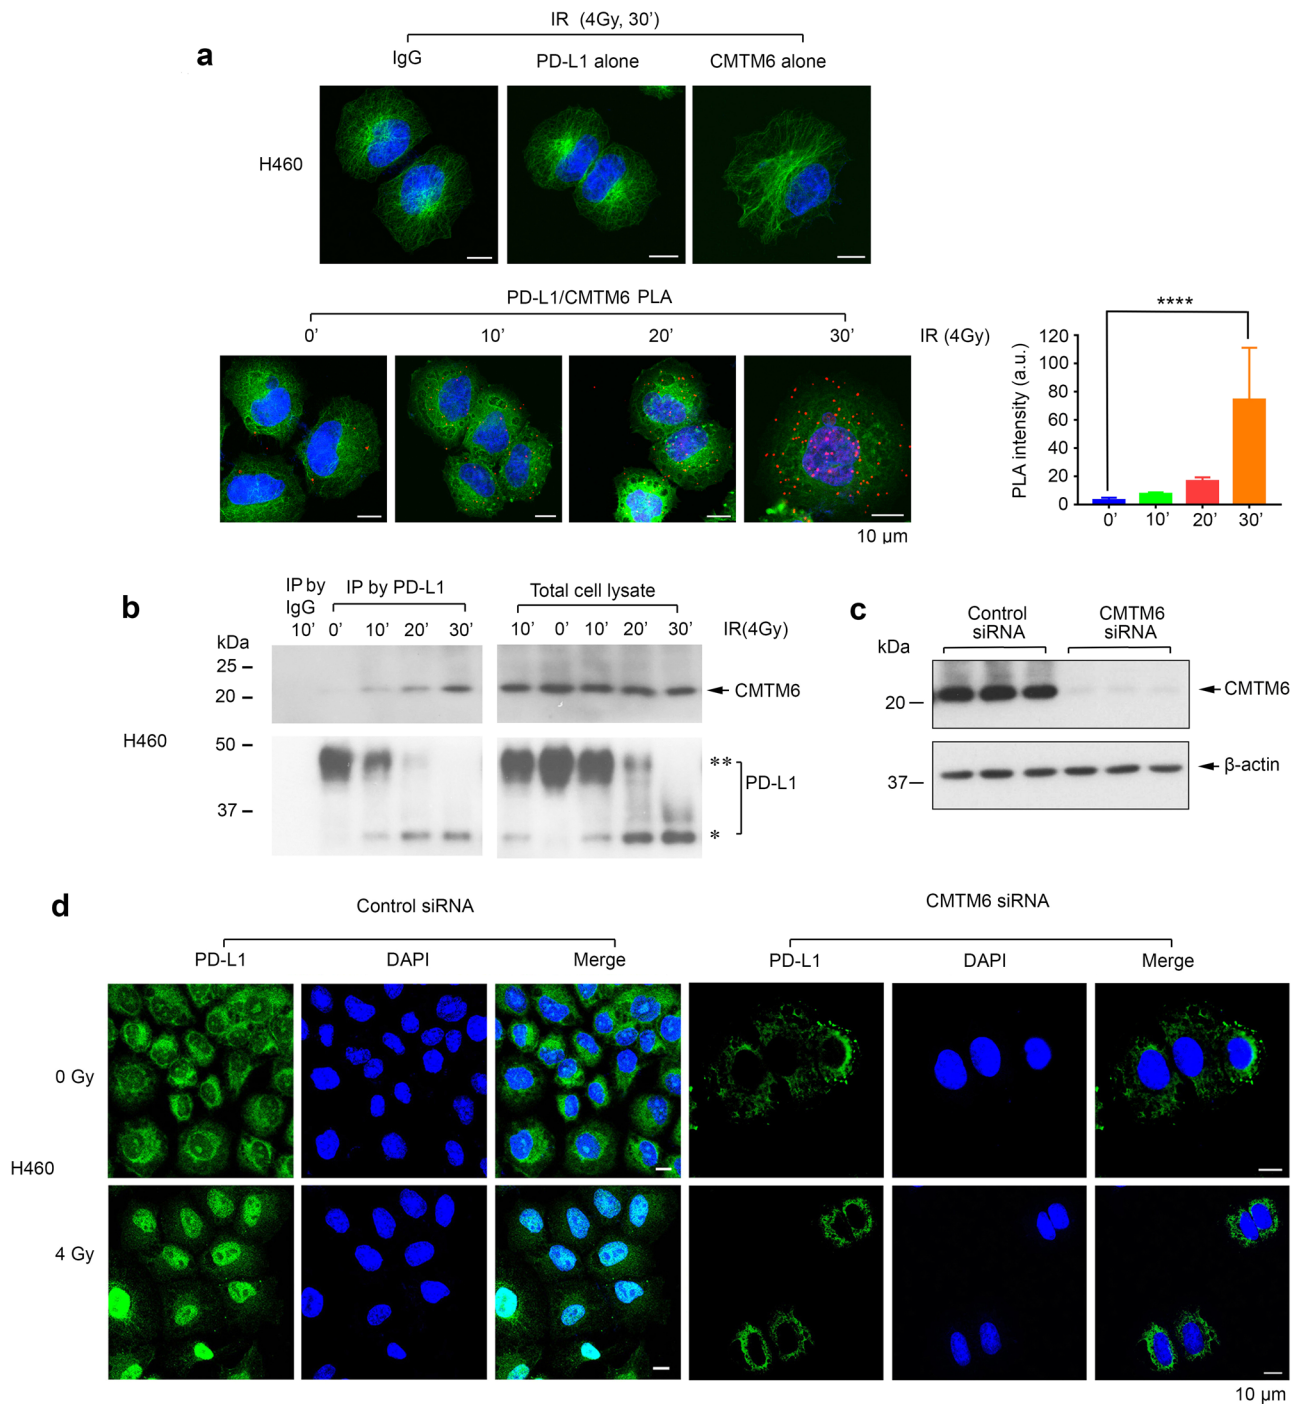 a
IR (4Gy, 30’)
IgG PD-L1 alone CMTM6 alone
H460
PD-L1/CMTM6 PLA
0’ 10’ 20’ 30’ IR (4Gy)
10 µm
****
PLA intensity (a.u.)
120
100
80
60
40
20
0
0’ 10’ 20’ 30’
b
IP by IgG
IP by PD-L1
Total cell lysate
10’ 0’ 10’ 20’ 30’ 10’ 0’ 10’ 20’ 30’ IR(4Gy)
kDa
25
20
CMTM6
H460
50
37
**
PD-L1
*
c
Control siRNA
CMTM6 siRNA
kDa
20
CMTM6
37
β-actin
d
Control siRNA
CMTM6 siRNA
PD-L1 DAPI Merge PD-L1 DAPI Merge
0 Gy
H460
4 Gy
10 µm